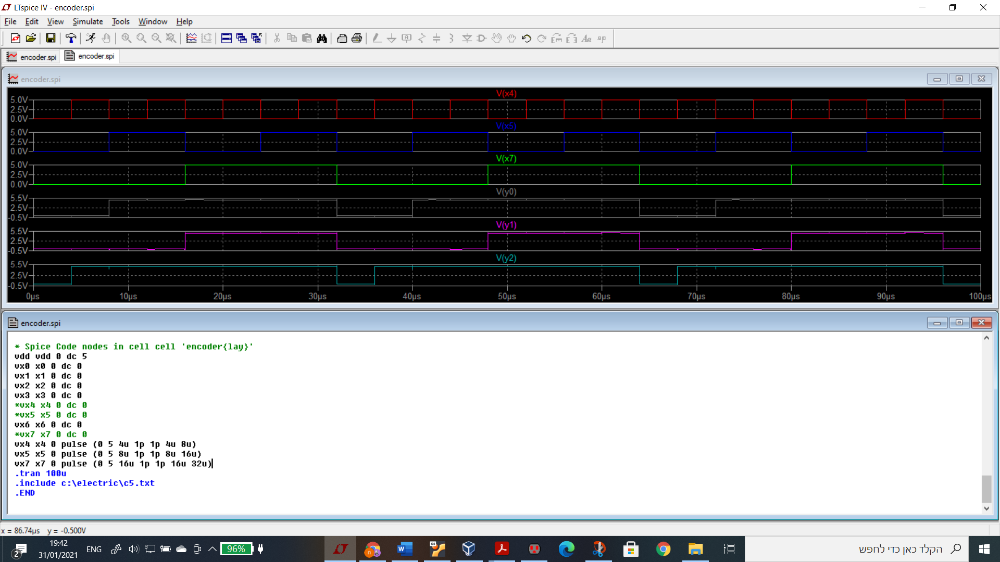 LTspice IV - encoder.spi
File Edit View Simulate Tools Window Help
encoder.spi encoder.spi
encoder.spi
V(x4)
5.0V
2.5V
0.0V
V(x5)
5.0V
2.5V
0.0V
V(x7)
5.0V
2.5V
0.0V
V(y0)
5.5V
2.5V
-0.5V
V(y1)
5.5V
2.5V
-0.5V
V(y2)
5.5V
2.5V
-0.5V
0µs 10µs 20µs 30µs 40µs 50µs 60µs 70µs 80µs 90µs 100µs
encoder.spi
* Spice Code nodes in cell cell 'encoder{lay}'
vdd vdd 0 dc 5
vx0 x0 0 dc 0
vx1 x1 0 dc 0
vx2 x2 0 dc 0
vx3 x3 0 dc 0
*vx4 x4 0 dc 0
*vx5 x5 0 dc 0
vx6 x6 0 dc 0
*vx7 x7 0 dc 0
vx4 x4 0 pulse (0 5 4u 1p 1p 4u 8u)
vx5 x5 0 pulse (0 5 8u 1p 1p 8u 16u)
vx7 x7 0 pulse (0 5 16u 1p 1p 16u 32u)
.tran 100u
.include c:\electric\c5.txt
.END
x = 86.74µs y = -0.500V
2
19:42
31/01/2021
ENG
96%
64
הקלד כאן כדי לחפש